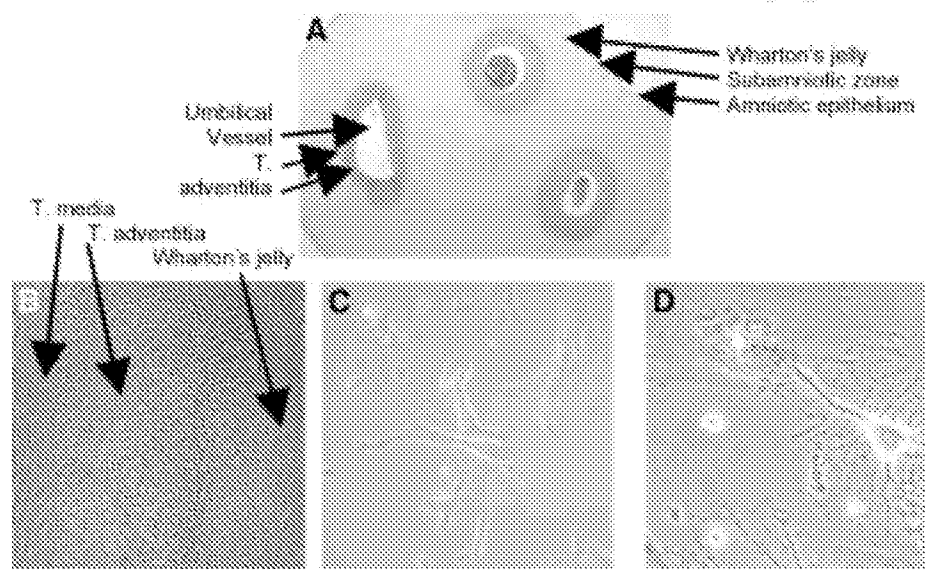 A
Wharton's jelly
Subamniotic zone
Amniotic epithelium
Umbilical
Vessel
T.
adventitia
T. media
T. adventitia
Wharton's jelly
B
C
D